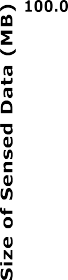 100.0
Size of Sensed Data (MB)